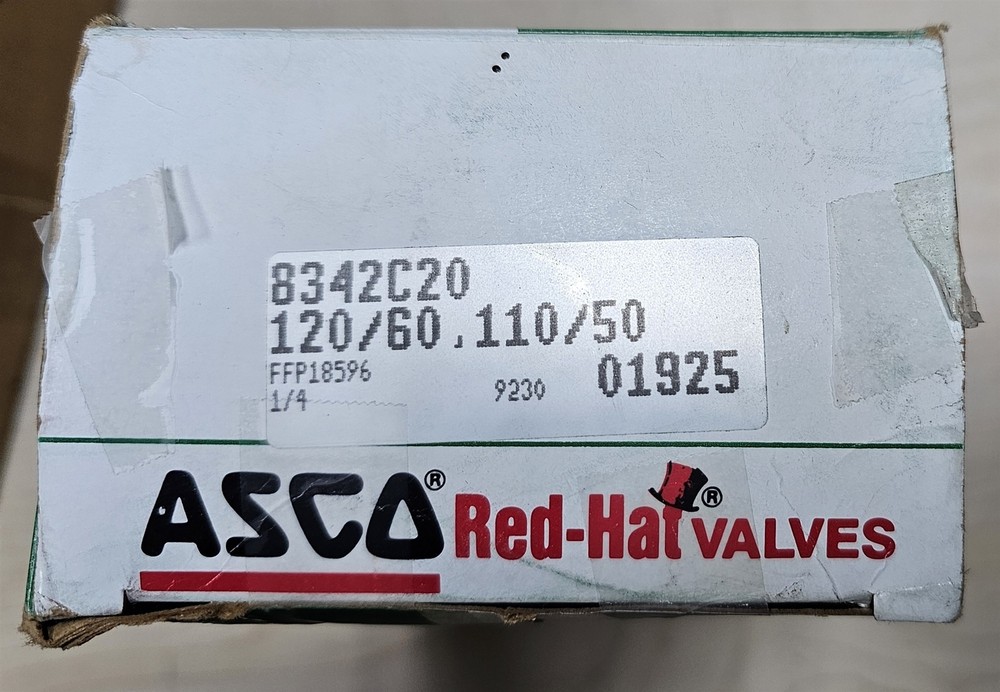 8342C20
120/60.110/50
FFP18596
1/4 9230 01925
ASCO® Red-Hat® VALVES